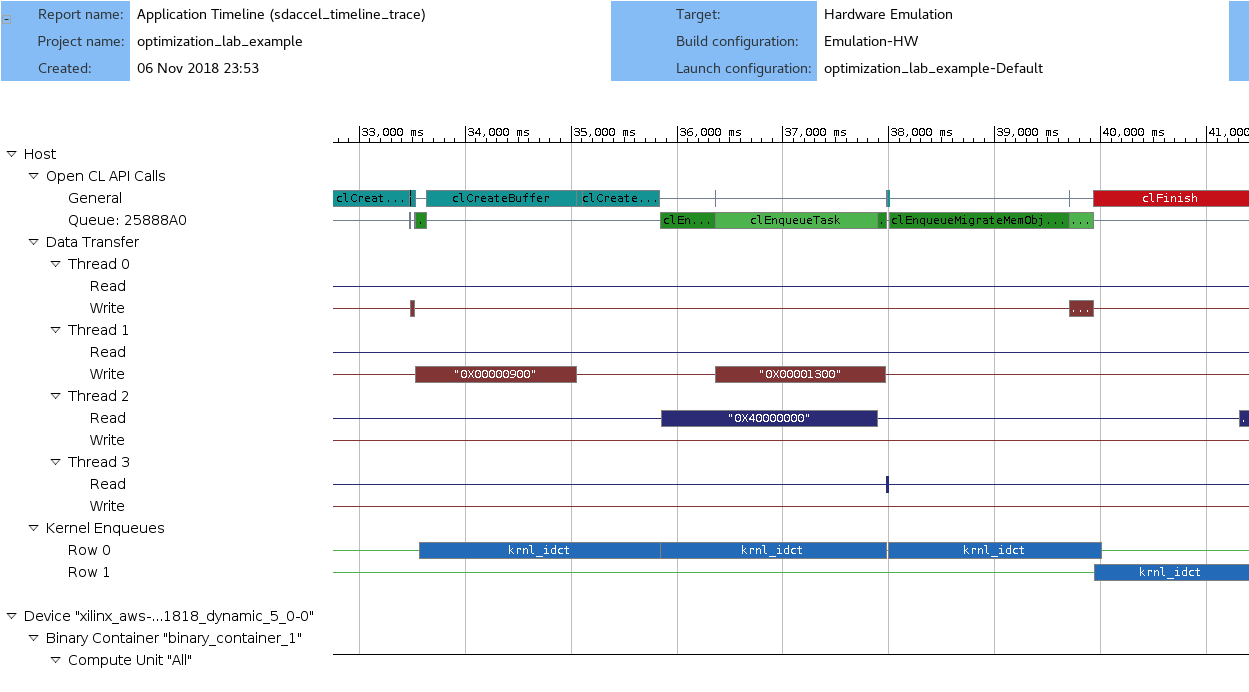 Report name: Application Timeline (sdaccel_timeline_trace) Target: Hardware Emulation
Project name: optimization_lab_example Build configuration: Emulation-HW
Created: 06 Nov 2018 23:53 Launch configuration: optimization_lab_example-Default
33,000 ms 34,000 ms 35,000 ms 36,000 ms 37,000 ms 38,000 ms 39,000 ms 40,000 ms 41,000
Host
Open CL API Calls
General clCreat... clCreateBuffer clCreate... clFinish
Queue: 25888A0 . clEn... clEnqueueTask . clEnqueueMigrateMemObj... ...
Data Transfer
Thread 0
Read
Write ...
Thread 1
Read
Write "0X00000900" "0X00001300"
Thread 2
Read "0X40000000" .
Write
Thread 3
Read
Write
Kernel Enqueues
Row 0 krnl_idct krnl_idct krnl_idct
Row 1 krnl_idct
Device "xilinx_aws-...1818_dynamic_5_0-0"
Binary Container "binary_container_1"
Compute Unit "All"